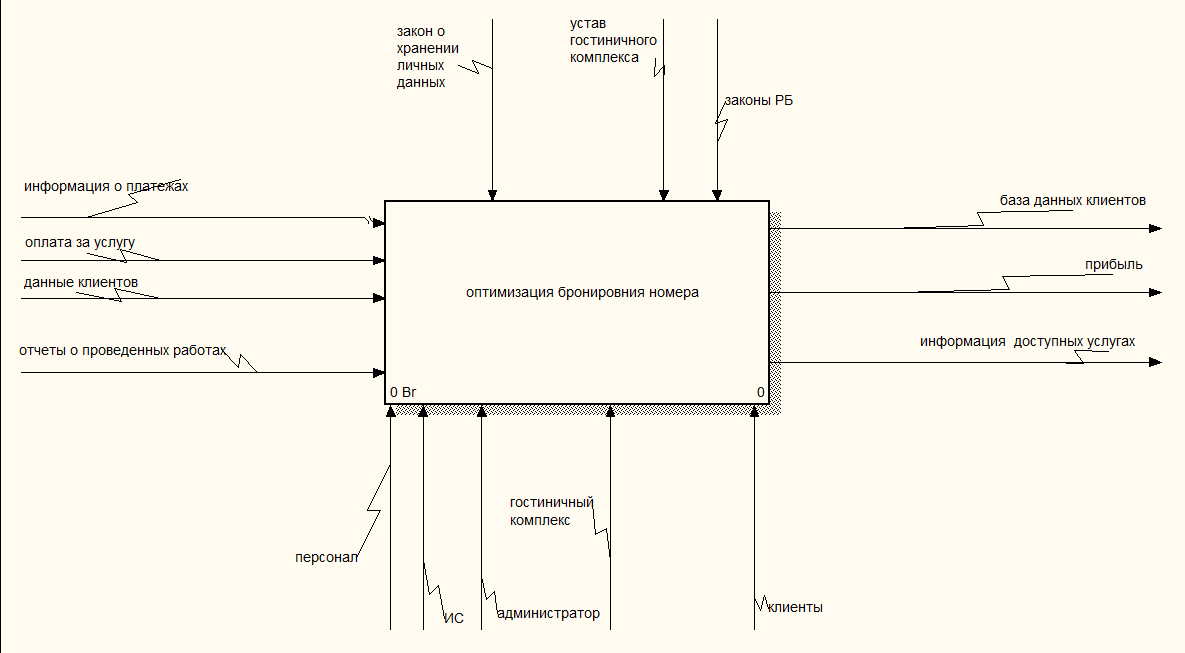 закон о
хранении
личных
данных
устав
гостиничного
комплекса
законы РБ
информация о платежах
оплата за услугу
данные клиентов
отчеты о проведенных работах
оптимизация бронировния номера
0 Br
0
база данных клиентов
прибыль
информация доступных услугах
персонал
ИС
администратор
гостиничный
комплекс
клиенты